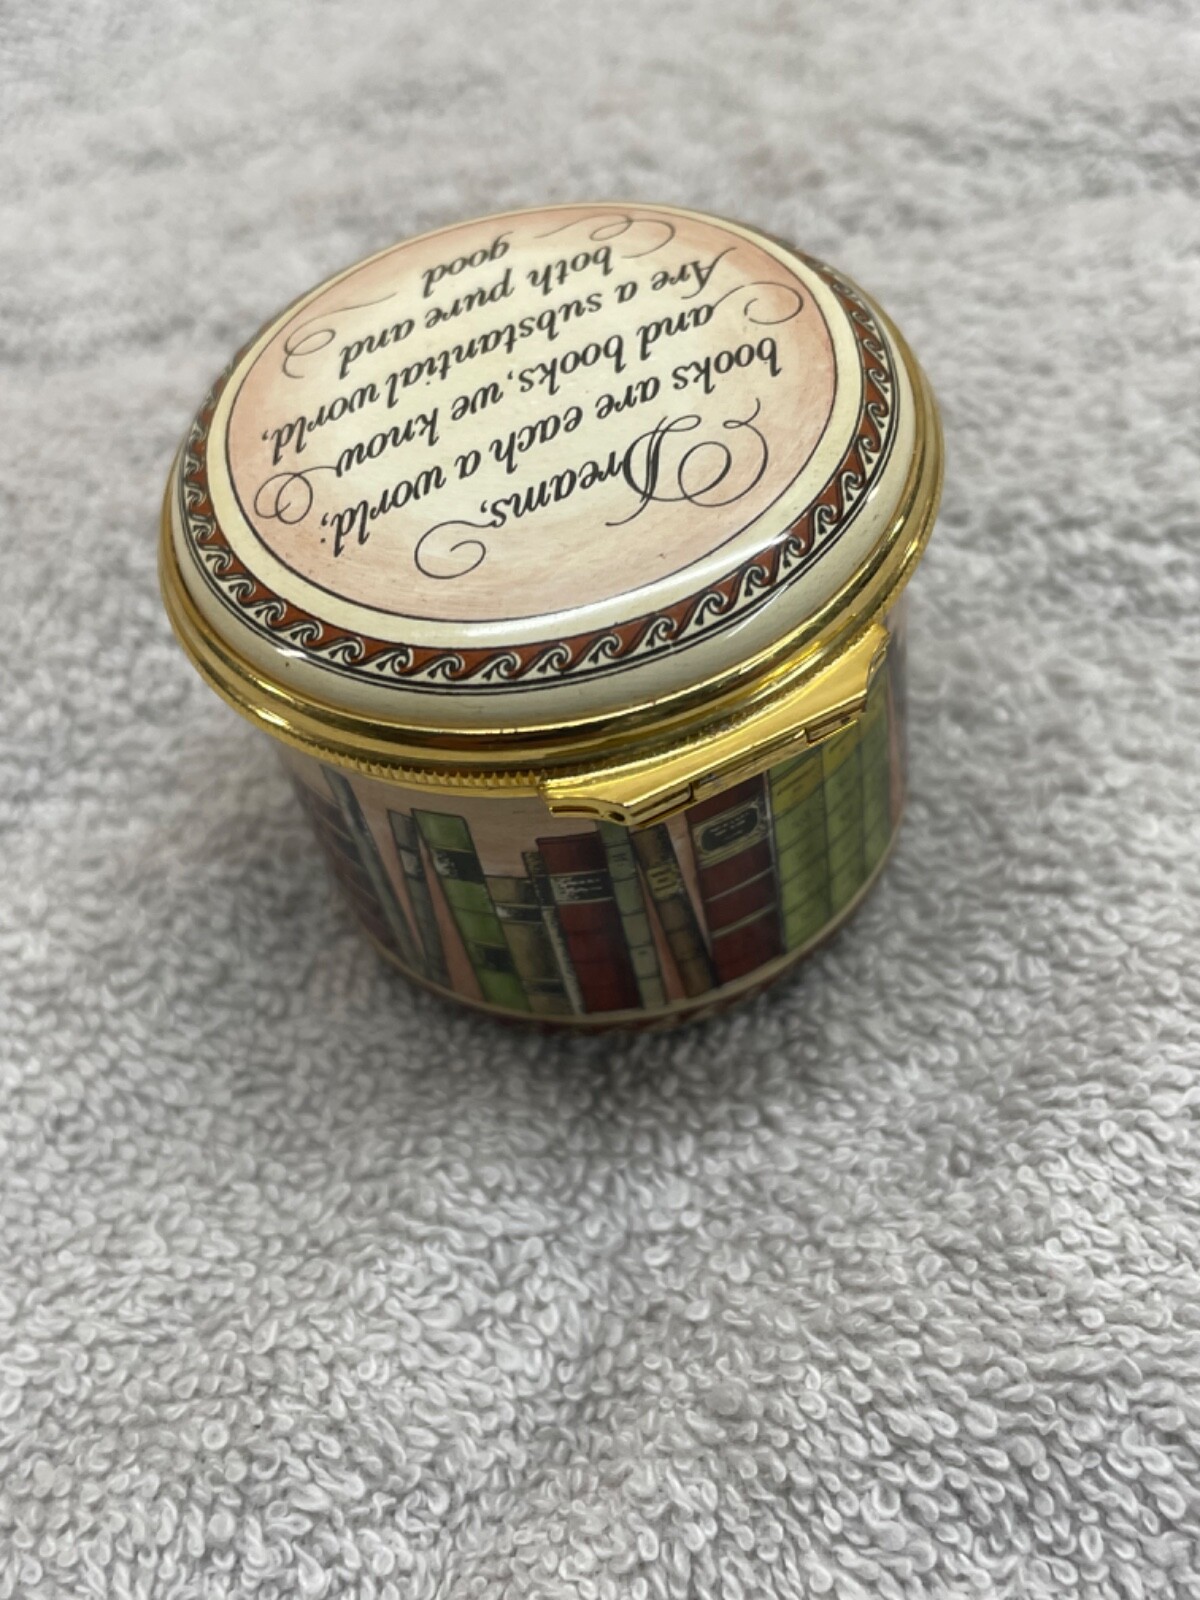 Dreams,
books are each a world;
and books, we know
Are a substantial world,
both pure and
good